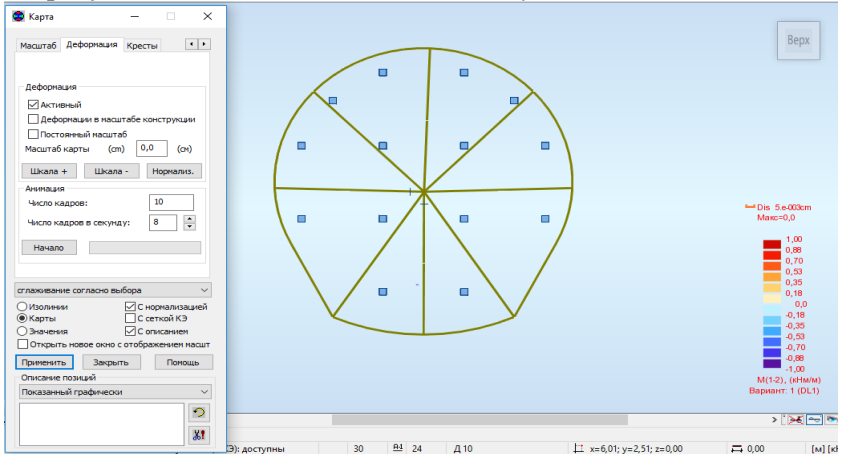 Карта
Масштаб Деформация Кресты
Деформация
Активный
Деформации в масштабе конструкции
Постоянный масштаб
Масштаб карты (cm) 0,0 (см)
Шкала + Шкала - Нормализ.
Анимация
Число кадров: 10
Число кадров в секунду: 8
Начало
сглаживание согласно выбора
Изолинии С нормализацией
Карты С сеткой КЭ
Значения С описанием
Открыть новое окно с отображением масшт
Применить Закрыть Помощь
Описание позиций
Показанный графически
Верх
Dis 5.e-003cm
Макс=0,0
1,00
0,88
0,70
0,53
0,35
0,18
0,0
-0,18
-0,35
-0,53
-0,70
-0,88
-1,00
M(1-2), (кНм/м)
Вариант: 1 (DL1)
Э): доступны 30 24 Д 10 x=6,01; y=2,51; z=0,00 0,00 [м] [кН